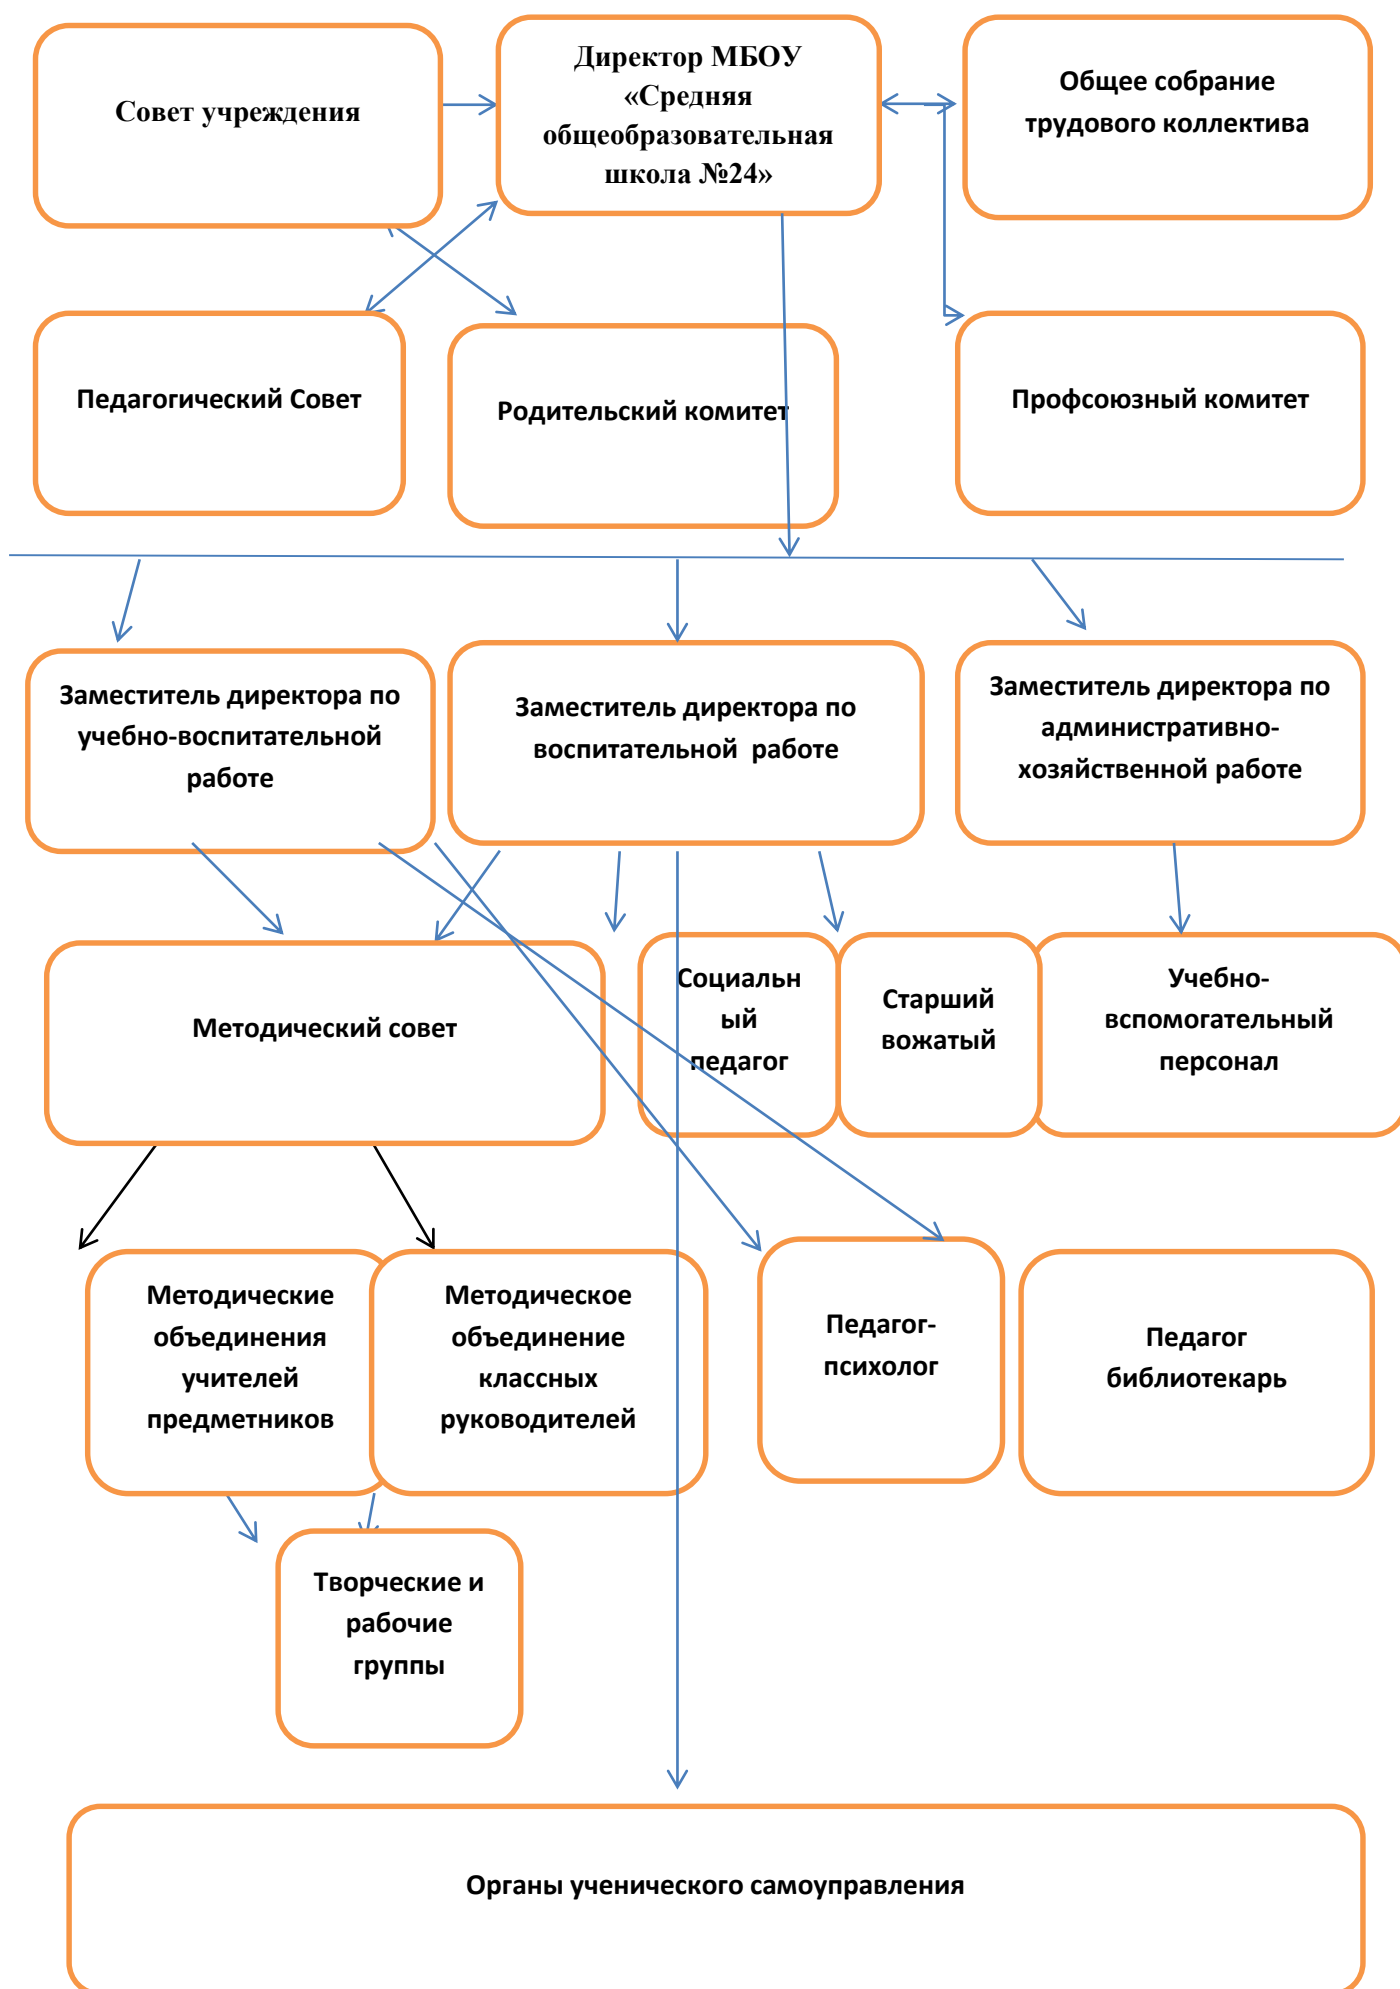 Совет учреждения
Директор МБОУ
«Средняя
общеобразовательная
школа №24»
Общее собрание
трудового коллектива
Педагогический Совет
Родительский комитет
Профсоюзный комитет
Заместитель директора по
учебно-воспитательной
работе
Заместитель директора по
воспитательной  работе
Заместитель директора по
административно-
хозяйственной работе
Методический совет
Социальн
ый
педагог
Старший
вожатый
Учебно-
вспомогательный
персонал
Методические
объединения
учителей
предметников
Методическое
объединение
классных
руководителей
Педагог-
психолог
Педагог
библиотекарь
Творческие и
рабочие
группы
Органы ученического самоуправления